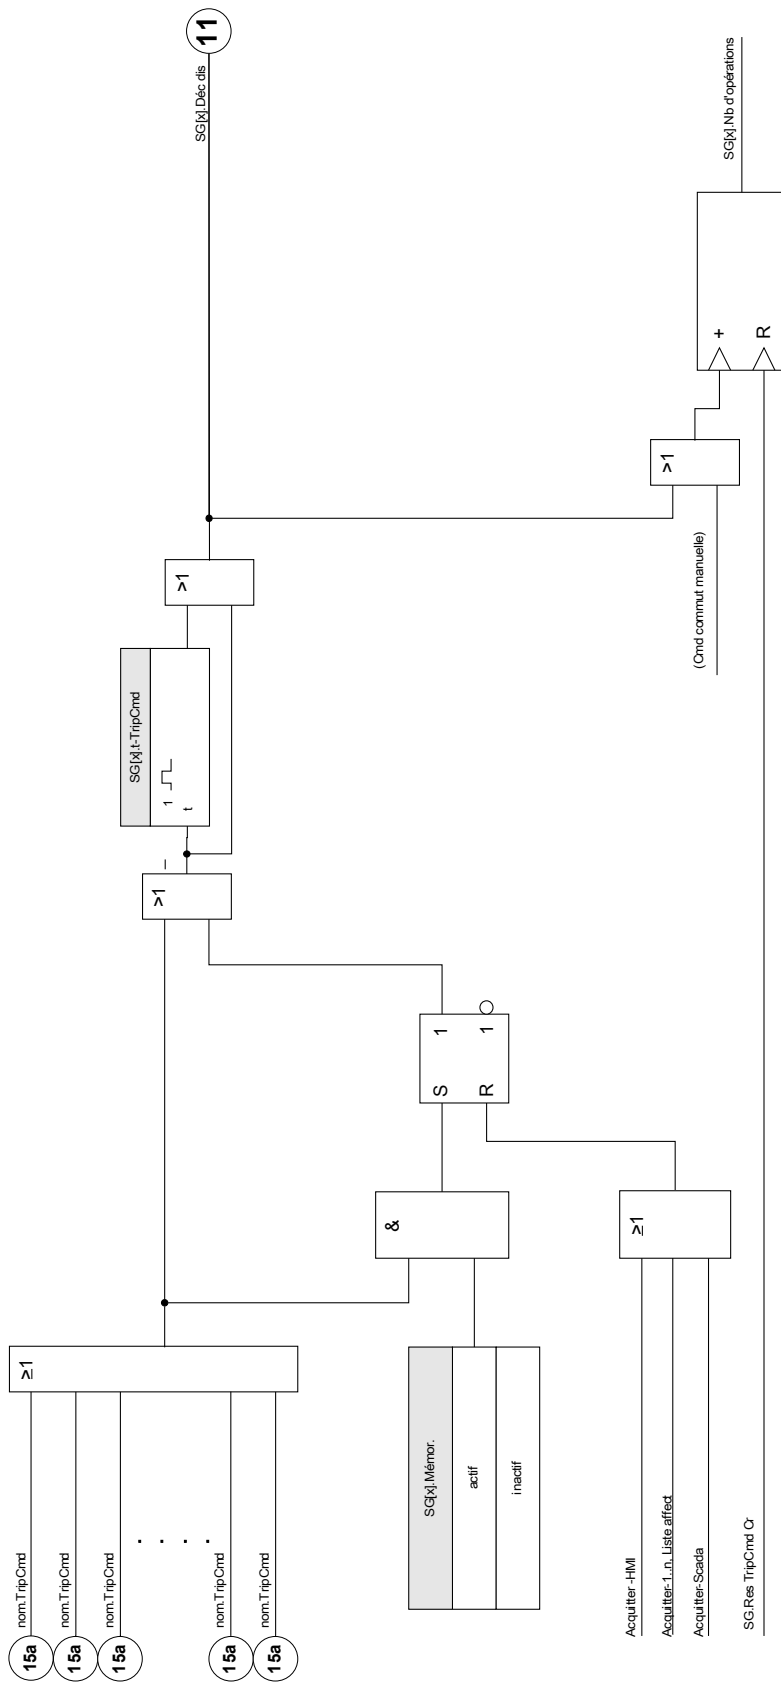 15a nom.TripCmd
15a nom.TripCmd
15a nom.TripCmd
. . . .
15a nom.TripCmd
15a nom.TripCmd
≥1
SG[x].Mémor.
actif
inactif
&
Acquitter -HMI
Acquitter-1..n, Liste affect
Acquitter-Scada
≥1
SG.Res TripCmd Cr
S 1
R 1
>1
SG[x].t-TripCmd
1
t
>1
SG[x].Déc dis
11
(Cmd commut manuelle)
>1
+
R
SG[x].Nb d'opérations